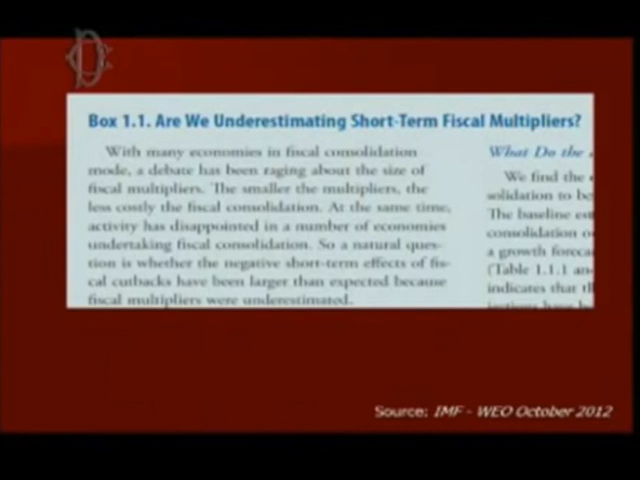 Box 1.1. Are We Underestimating Short-Term Fiscal Multipliers?
With many economies in fiscal consolidation
mode, a debate has been raging about the size of
fiscal multipliers. The smaller the multipliers, the
less costly the fiscal consolidation. At the same time,
activity has disappointed in a number of economies
undertaking fiscal consolidation. So a natural ques-
tion is whether the negative short-term effects of fis-
cal cutbacks have been larger than expected because
fiscal multipliers were underestimated.
What Do the
We find the
solidation to be
The baseline est
consolidation o
a growth foreca
(Table 1.1.1 an
indicates that th
Source: IMF - WEO October 2012